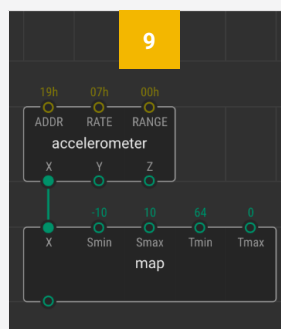 9
19h 07h 00h
ADDR RATE RANGE
accelerometer
X Y Z
-10 10 64 0
X Smin Smax Tmin Tmax
map